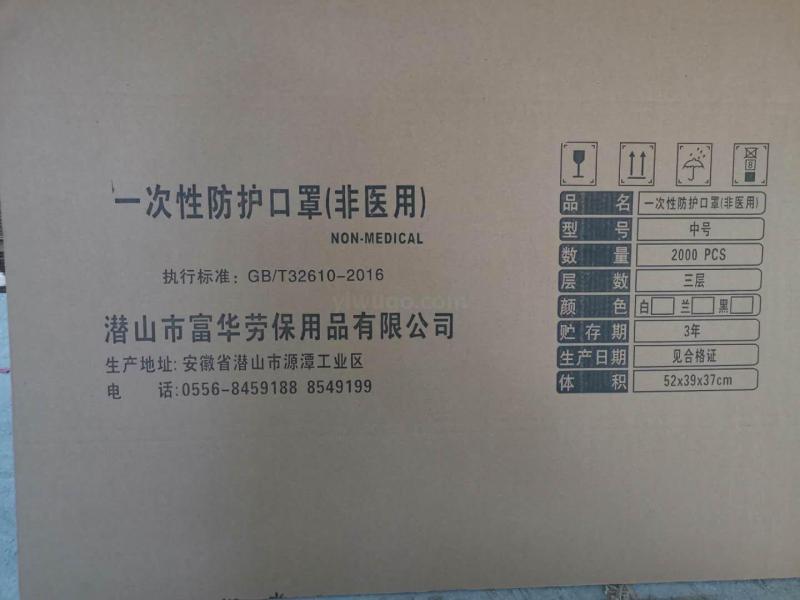 一次性防护口罩(非医用)
NON-MEDICAL
执行标准: GB/T32610-2016
yiwugo.com
潜山市富华劳保用品有限公司
生产地址: 安徽省潜山市源潭工业区
电 话:0556-8459188 8549199
8
品 名 一次性防护口罩(非医用)
型 号 中号
数 量 2000 PCS
层 数 三层
颜 色 白 兰 黑
贮存期 3年
生产日期 见合格证
体 积 52x39x37cm